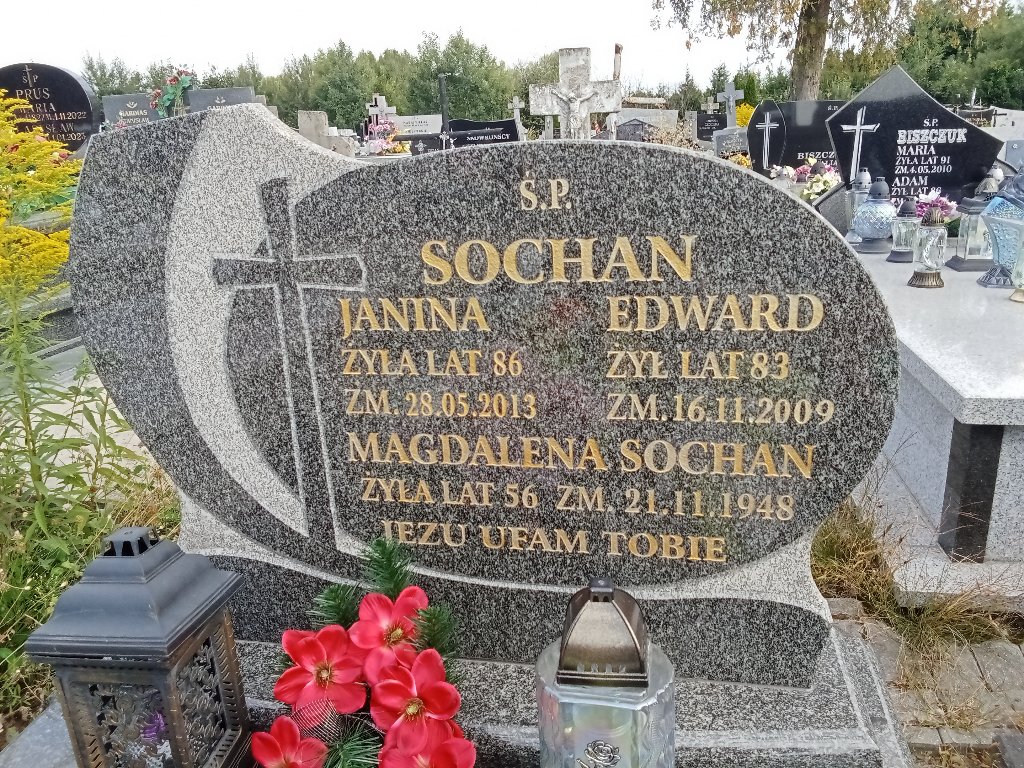 Ś.P.
SOCHAN
JANINA
ŻYŁA LAT 86
ZM. 28.05.2013
EDWARD
ŻYŁ LAT 83
ZM. 16.11.2009
MAGDALENA SOCHAN
ŻYŁA LAT 56 ZM. 21.11.1948
JEZU UFAM TOBIE
Ś.P.
PRUS
Ś.P.
BISZCZUK
MARIA
ŻYŁA LAT 91
ZM. 4.05.2010
ADAM